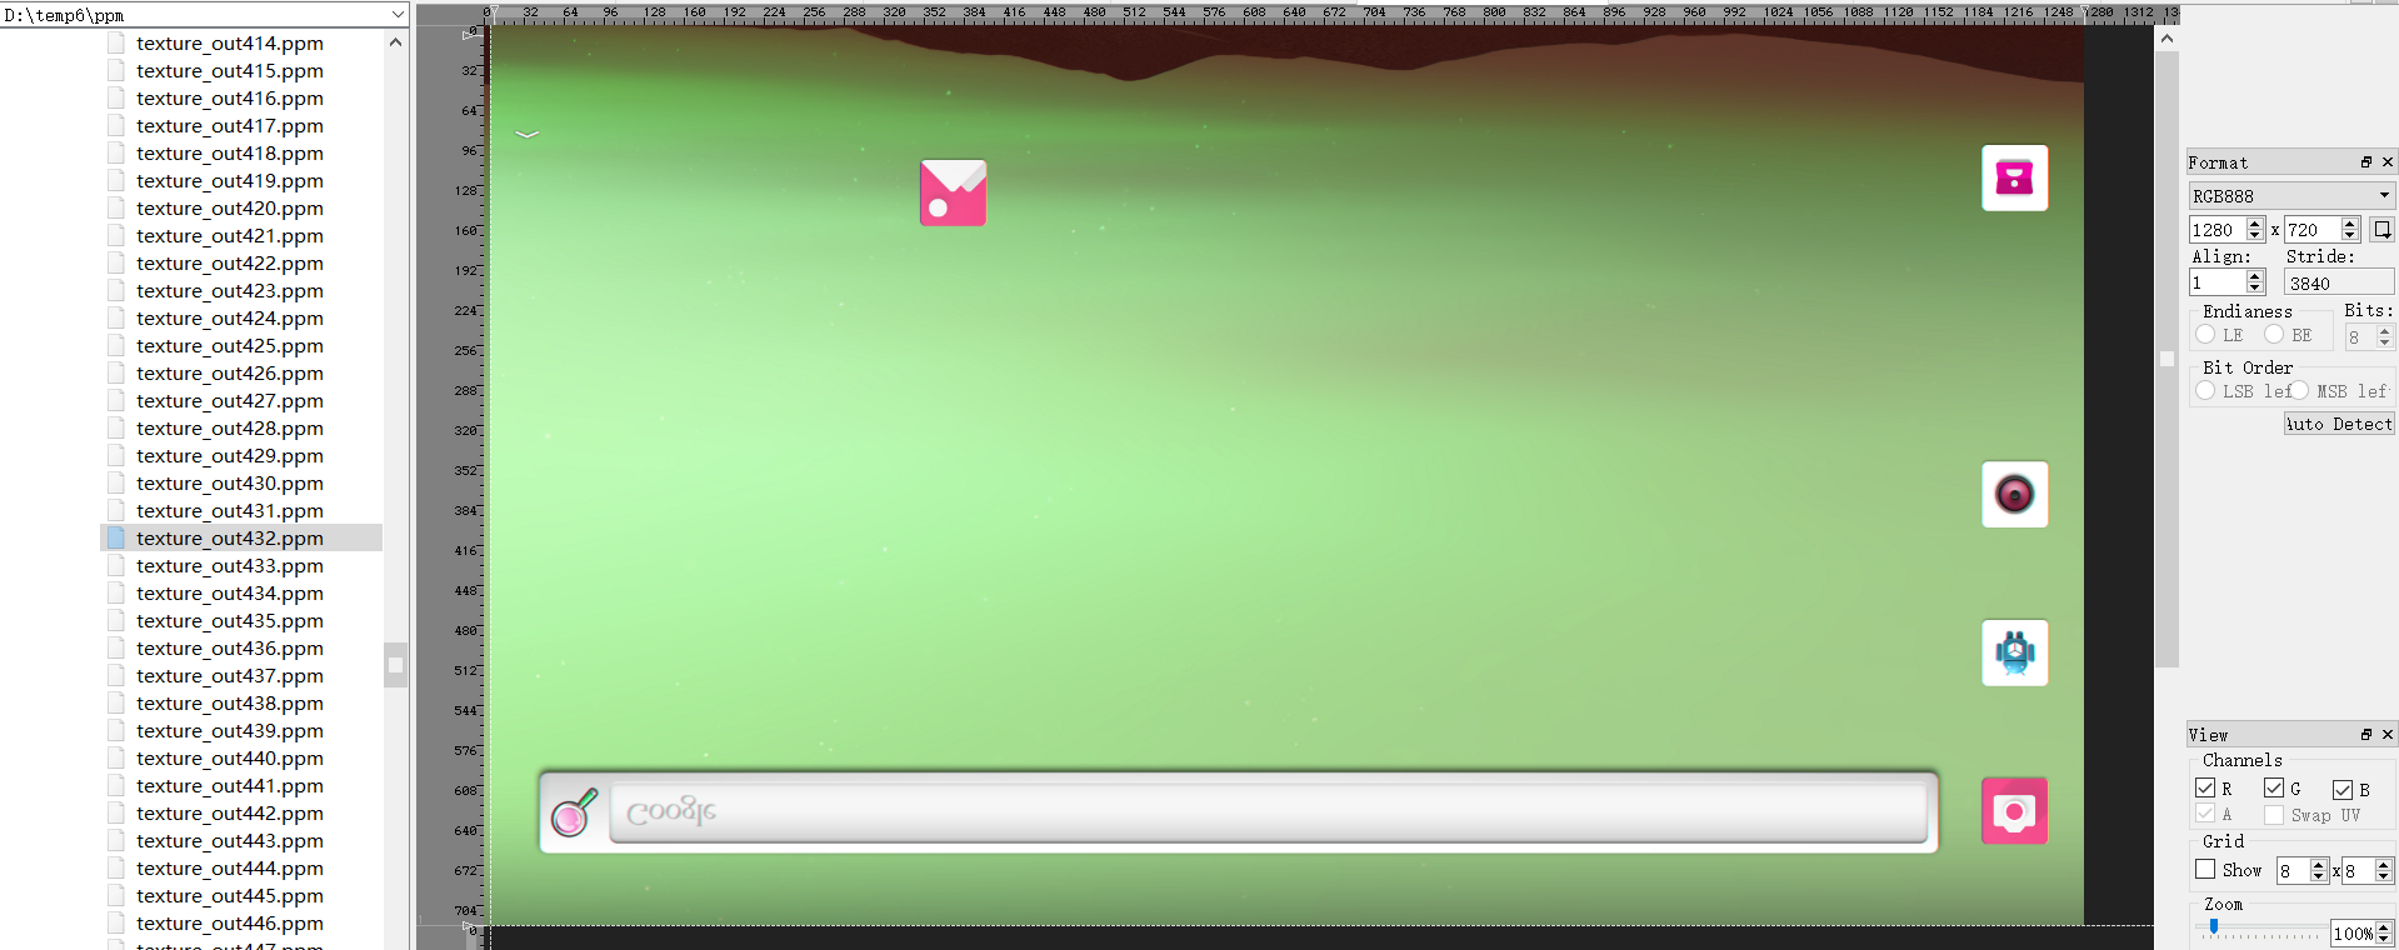 D:\temp6\ppm
texture_out414.ppm
texture_out415.ppm
texture_out416.ppm
texture_out417.ppm
texture_out418.ppm
texture_out419.ppm
texture_out420.ppm
texture_out421.ppm
texture_out422.ppm
texture_out423.ppm
texture_out424.ppm
texture_out425.ppm
texture_out426.ppm
texture_out427.ppm
texture_out428.ppm
texture_out429.ppm
texture_out430.ppm
texture_out431.ppm
texture_out432.ppm
texture_out433.ppm
texture_out434.ppm
texture_out435.ppm
texture_out436.ppm
texture_out437.ppm
texture_out438.ppm
texture_out439.ppm
texture_out440.ppm
texture_out441.ppm
texture_out442.ppm
texture_out443.ppm
texture_out444.ppm
texture_out445.ppm
texture_out446.ppm
texture_out447.ppm
0 32 64 96 128 160 192 224 256 288 320 352 384 416 448 480 512 544 576 608 640 672 704 736 768 800 832 864 896 928 960 992 1024 1056 1088 1120 1152 1184 1216 1248 1280 1312
0
32
64
96
128
160
192
224
256
288
320
352
384
416
448
480
512
544
576
608
640
672
704
0
Google
Format
RGB888
1280 x 720
Align: Stride:
1 3840
Endianess Bits:
LE BE 8
Bit Order
LSB lef MSB lef
Auto Detect
View
Channels
R G B
A Swap UV
Grid
Show 8 x 8
Zoom
100%